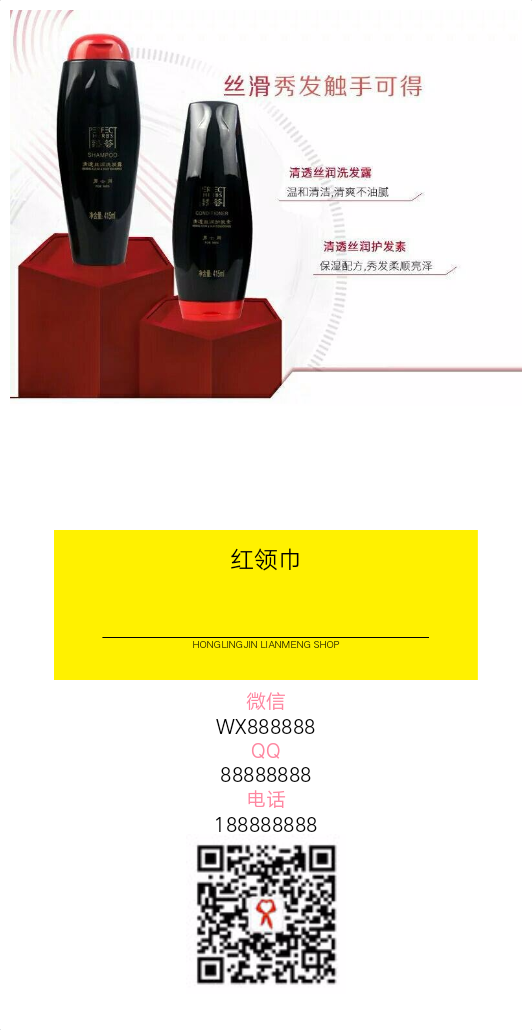 丝滑秀发触手可得
PERFECT
HERBS
SHAMPOO
清透丝润洗发露
净含量: 415ml
PERFECT
HERBS
CONDITIONER
清透丝润护发素
净含量: 415ml
清透丝润洗发露
温和清洁,清爽不油腻
清透丝润护发素
保湿配方,秀发柔顺亮泽
红领巾
HONGLINGJIN LIANMENG SHOP
微信
WX888888
QQ
88888888
电话
188888888